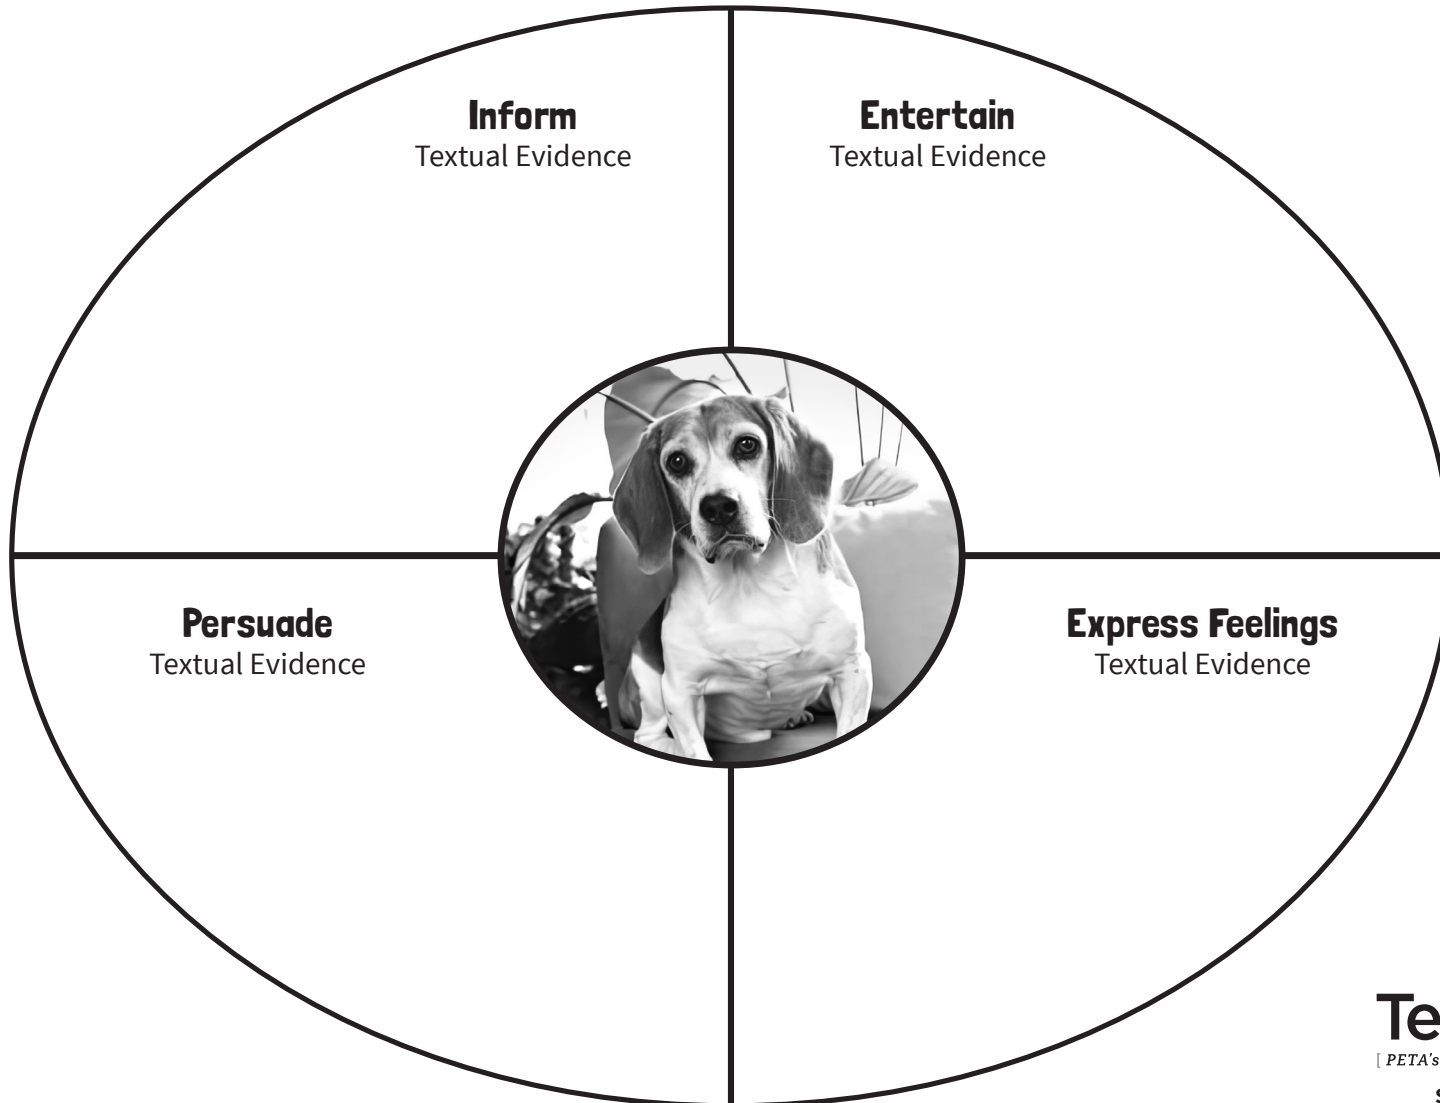 Inform
Textual Evidence
Entertain
Textual Evidence
Persuade
Textual Evidence
Express Feelings
Textual Evidence
Te
[ PETA's